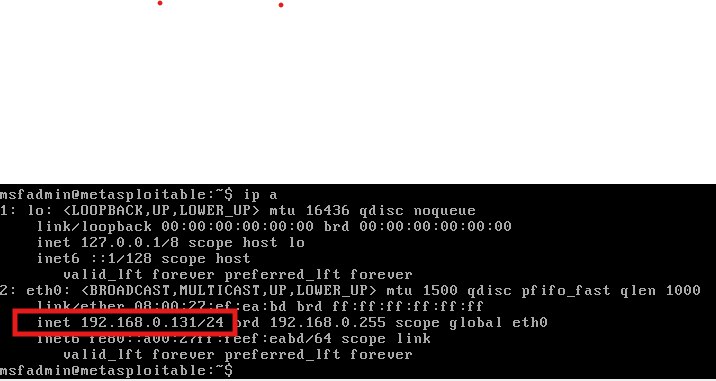 msfadmin@metasploitable:~$ ip a
1: lo: <LOOPBACK,UP,LOWER_UP> mtu 16436 qdisc noqueue
link/loopback 00:00:00:00:00:00 brd 00:00:00:00:00:00
inet 127.0.0.1/8 scope host lo
inet6 ::1/128 scope host
valid_lft forever preferred_lft forever
2: eth0: <BROADCAST,MULTICAST,UP,LOWER_UP> mtu 1500 qdisc pfifo_fast qlen 1000
link/ether 08:00:27:ef:ea:bd brd ff:ff:ff:ff:ff:ff
inet 192.168.0.131/24 brd 192.168.0.255 scope global eth0
inet6 fe80::a00:27ff:feef:eabd/64 scope link
valid_lft forever preferred_lft forever
msfadmin@metasploitable:~$